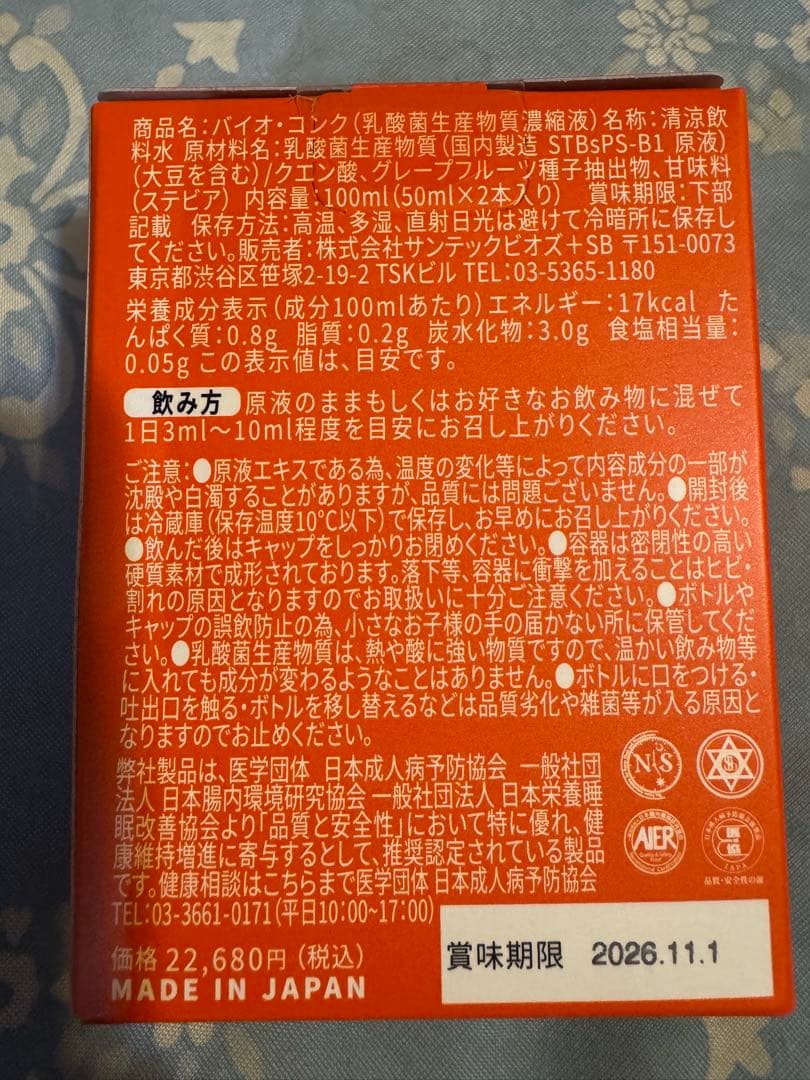 商品名:バイオ・コンク(乳酸菌生産物質濃縮液) 名称:清涼飲
料水 原材料名:乳酸菌生産物質(国内製造 STBsPS-B1 原液)
(大豆を含む)/クエン酸、グレープフルーツ種子抽出物、甘味料
(ステビア) 内容量:100ml(50ml×2本入り) 賞味期限:下部
記載 保存方法:高温、多湿、直射日光は避けて冷暗所に保存し
てください。販売者:株式会社サンテックビオズ+SB 〒151-0073
東京都渋谷区笹塚2-19-2 TSKビル TEL:03-5365-1180
栄養成分表示(成分100mlあたり)エネルギー:17kcal た
んぱく質:0.8g 脂質:0.2g 炭水化物:3.0g 食塩相当量:
0.05g この表示値は、目安です。
飲み方 原液のままもしくはお好きなお飲み物に混ぜて
1日3ml〜10ml程度を目安にお召し上がりください。
ご注意:●原液エキスである為、温度の変化等によって内容成分の一部が
沈殿や白濁することがありますが、品質には問題ございません。●開封後
は冷蔵庫(保存温度10℃以下)で保存し、お早めにお召し上がりください。
●飲んだ後はキャップをしっかりお閉めください。●容器は密閉性の高い
硬質素材で成形されております。落下等、容器に衝撃を加えることはヒビ・
割れの原因となりますのでお取扱いに十分ご注意ください。●ボトルや
キャップの誤飲防止の為、小さなお子様の手の届かない所に保管してくだ
さい。●乳酸菌生産物質は、熱や酸に強い物質ですので、温かい飲み物等
に入れても成分が変わるようなことはありません。●ボトルに口をつける・
吐出口を触る・ボトルを移し替えるなどは品質劣化や雑菌等が入る原因と
なりますのでお止めください。
弊社製品は、医学団体 日本成人病予防協会 一般社団
法人 日本腸内環境研究協会 一般社団法人 日本栄養睡
眠改善協会より「品質と安全性」において特に優れ、健
康維持増進に寄与するとして、推奨認定されている製品
です。健康相談はこちらまで医学団体 日本成人病予防協会
TEL:03-3661-0171(平日10:00~17:00)
NS
AIER
JAPA
品質・安全性の証
価格 22,680円(税込)
MADE IN JAPAN
賞味期限 2026.11.1